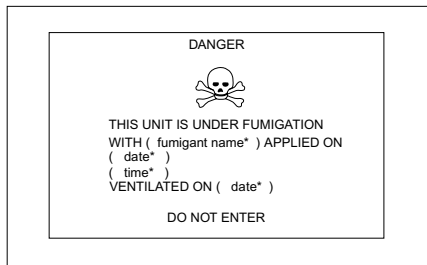 DANGER
THIS UNIT IS UNDER FUMIGATION
WITH ( fumigant name* ) APPLIED ON
( date* )
( time* )
VENTILATED ON ( date* )
DO NOT ENTER